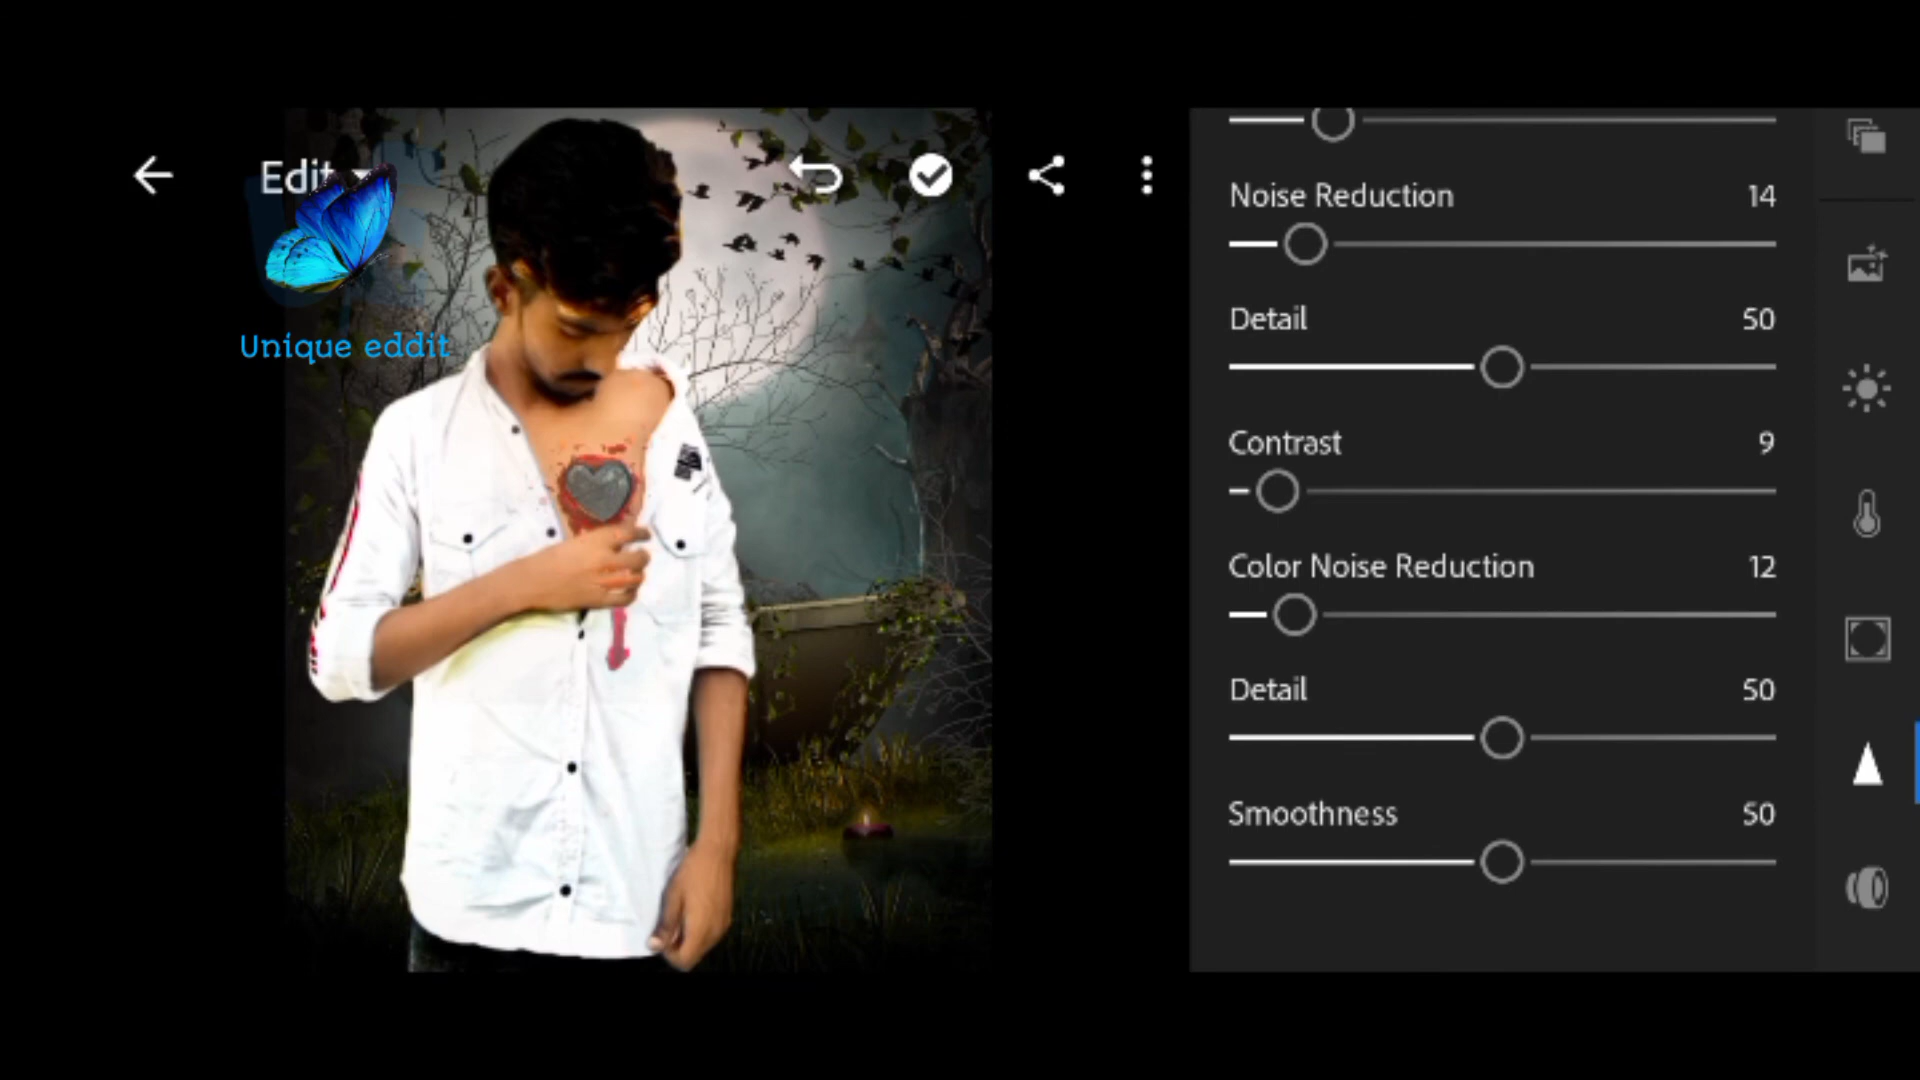 Edit
Unique eddit
Noise Reduction 14
Detail 50
Contrast 9
Color Noise Reduction 12
Detail 50
Smoothness 50